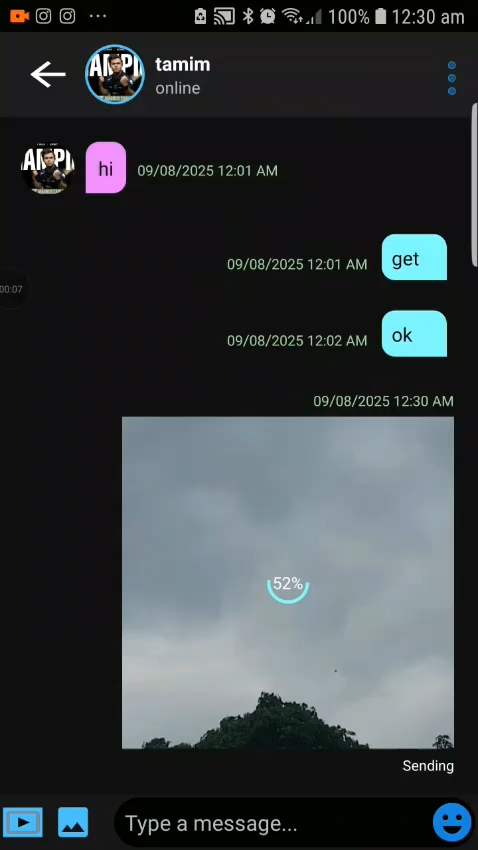 100% 12:30 am
tamim
online
hi
09/08/2025 12:01 AM
09/08/2025 12:01 AM
get
00:07
09/08/2025 12:02 AM
ok
09/08/2025 12:30 AM
52%
Sending
Type a message...